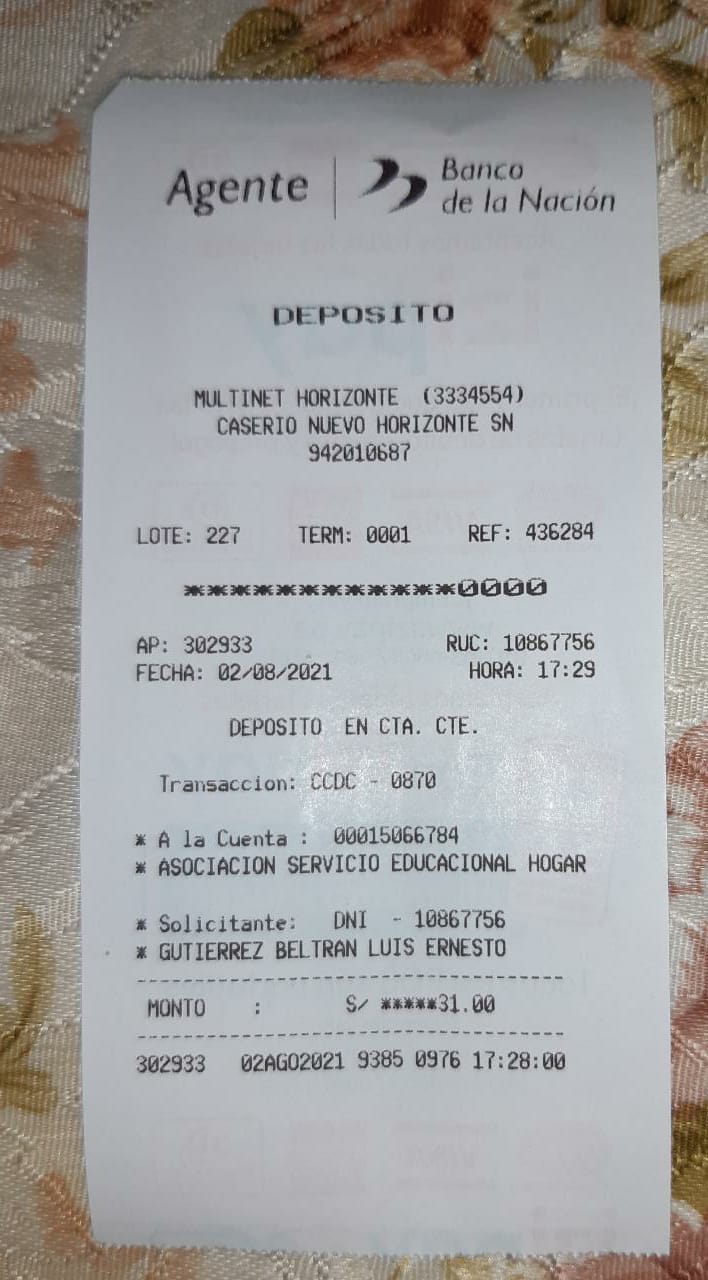 Agente | Banco
de la Nación
DEPOSITO
MULTINET HORIZONTE (3334554)
CASERIO NUEVO HORIZONTE SN
942010687
LOTE: 227 TERM: 0001 REF: 436284
************0000
AP: 302933 RUC: 10867756
FECHA: 02/08/2021 HORA: 17:29
DEPOSITO EN CTA. CTE.
Transaccion: CCDC - 0870
* A la Cuenta : 00015066784
* ASOCIACION SERVICIO EDUCACIONAL HOGAR
* Solicitante: DNI - 10867756
* GUTIERREZ BELTRAN LUIS ERNESTO
MONTO : S/ *****31.00
302933 02AGO2021 9385 0976 17:28:00